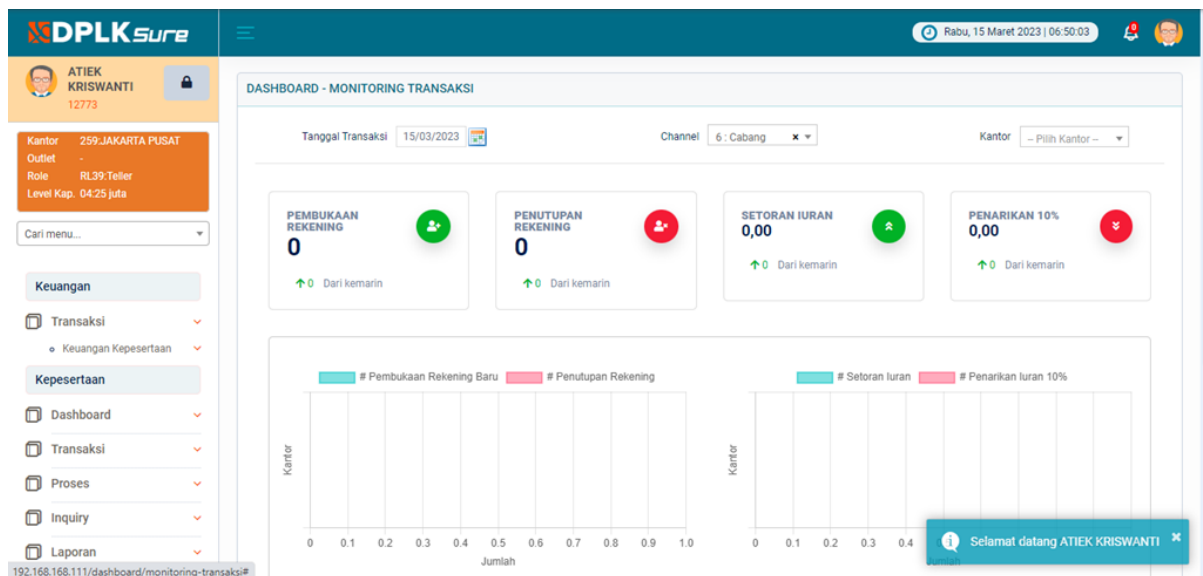 DPLKSure
Rabu, 15 Maret 2023 | 06:50:03
0
ATIEK
KRISWANTI
12773
Kantor 259:JAKARTA PUSAT
Outlet -
Role RL39:Teller
Level Kap. 04:25 juta
Cari menu...
Keuangan
Transaksi
Keuangan Kepesertaan
Kepesertaan
Dashboard
Transaksi
Proses
Inquiry
Laporan
192.168.168.111/dashboard/monitoring-transaksi#
DASHBOARD - MONITORING TRANSAKSI
Tanggal Transaksi 15/03/2023 Channel 6 : Cabang × Kantor -- Pilih Kantor --
PEMBUKAAN
REKENING
0
0 Dari kemarin
PENUTUPAN
REKENING
0
0 Dari kemarin
SETORAN IURAN
0,00
0 Dari kemarin
PENARIKAN 10%
0,00
0 Dari kemarin
# Pembukaan Rekening Baru # Penutupan Rekening
Kantor
0 0.1 0.2 0.3 0.4 0.5 0.6 0.7 0.8 0.9 1.0
Jumlah
# Setoran Iuran # Penarikan Iuran 10%
Kantor
0 0.1 0.2 0.3 0.4
Jumlah
Selamat datang ATIEK KRISWANTI ×